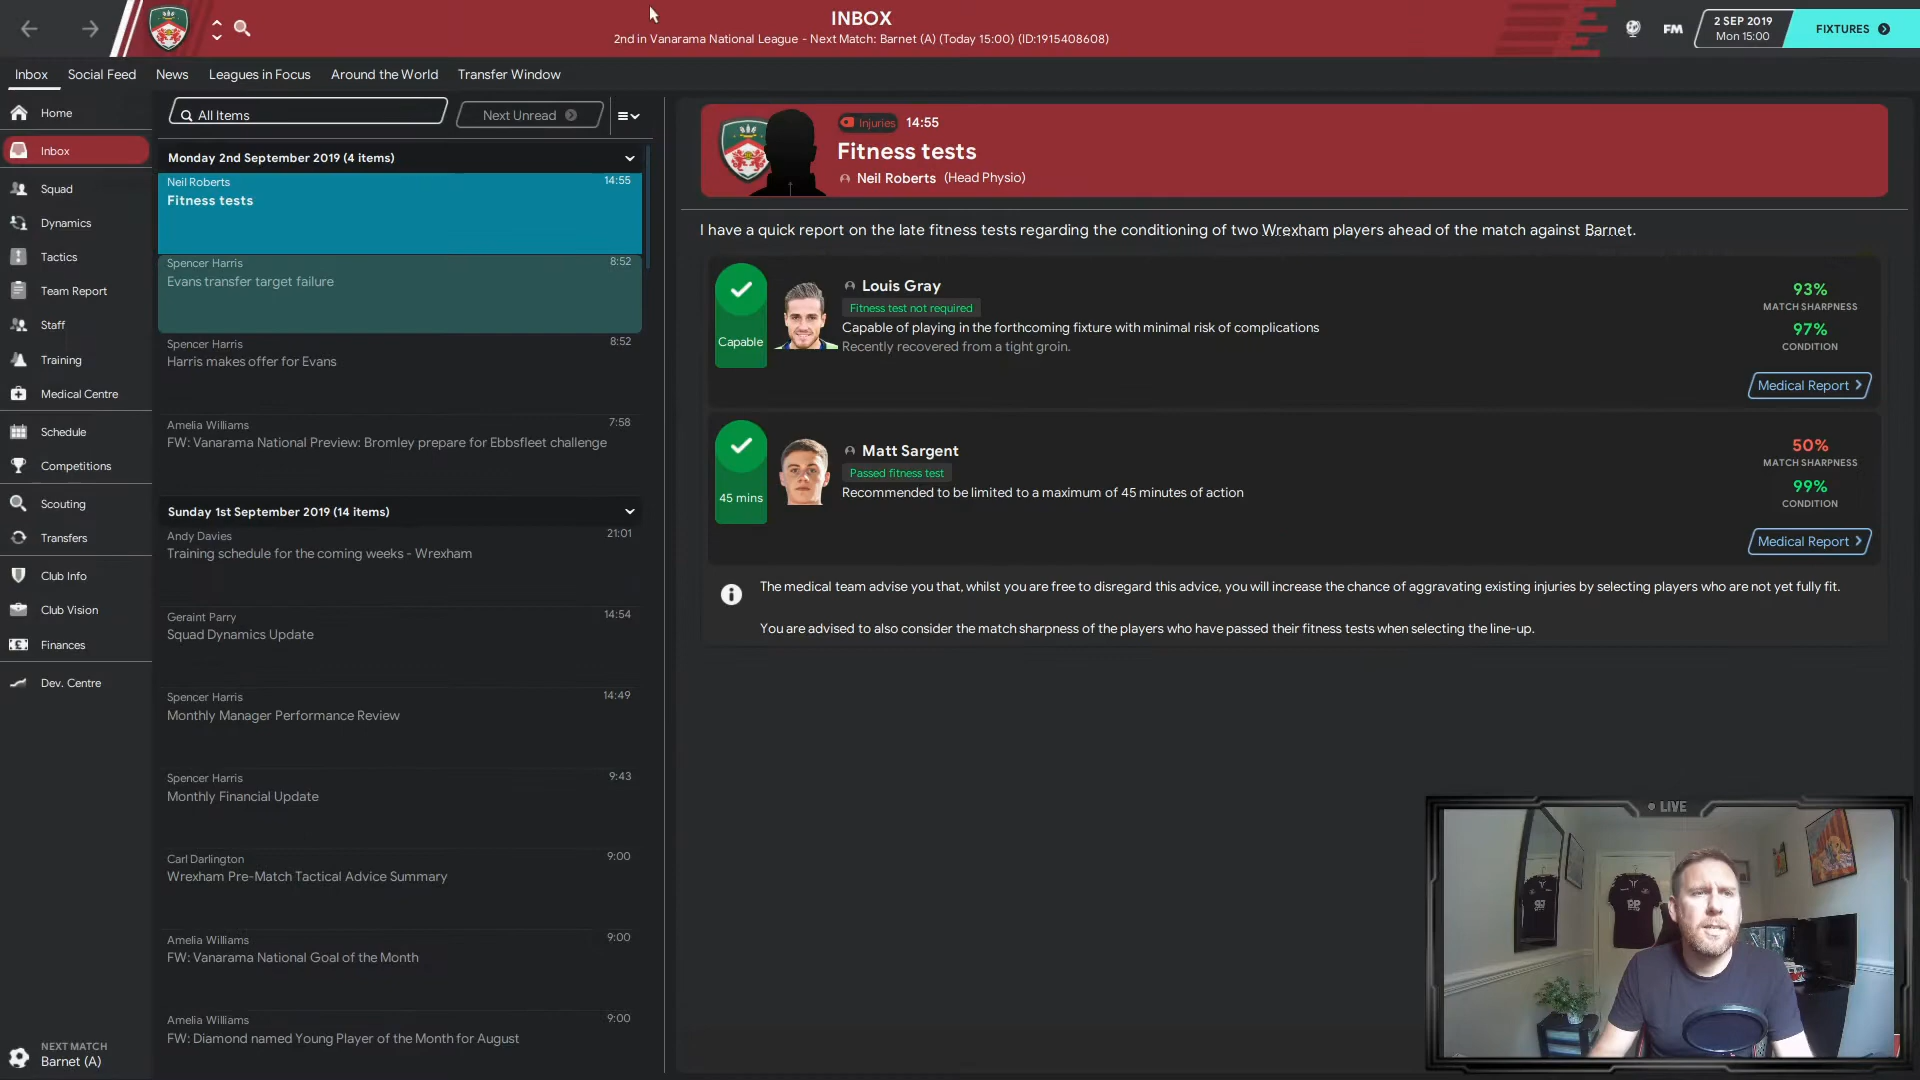 INBOX
2nd in Vanarama National League - Next Match: Barnet (A) (Today 15:00) (ID:1915408608)
FM
2 SEP 2019
Mon 15:00
FIXTURES
Inbox
Social Feed
News
Leagues in Focus
Around the World
Transfer Window
Home
Inbox
Squad
Dynamics
Tactics
Team Report
Staff
Training
Medical Centre
Schedule
Competitions
Scouting
Transfers
Club Info
Club Vision
Finances
Dev. Centre
NEXT MATCH
Barnet (A)
All Items
Next Unread
Monday 2nd September 2019 (4 items)
Neil Roberts 14:55
Fitness tests
Spencer Harris 8:52
Evans transfer target failure
Spencer Harris 8:52
Harris makes offer for Evans
Amelia Williams 7:58
FW: Vanarama National Preview: Bromley prepare for Ebbsfleet challenge
Sunday 1st September 2019 (14 items)
Andy Davies 21:01
Training schedule for the coming weeks - Wrexham
Geraint Parry 14:54
Squad Dynamics Update
Spencer Harris 14:49
Monthly Manager Performance Review
Spencer Harris 9:43
Monthly Financial Update
Carl Darlington 9:00
Wrexham Pre-Match Tactical Advice Summary
Amelia Williams 9:00
FW: Vanarama National Goal of the Month
Amelia Williams 9:00
FW: Diamond named Young Player of the Month for August
Injuries 14:55
Fitness tests
Neil Roberts (Head Physio)
I have a quick report on the late fitness tests regarding the conditioning of two Wrexham players ahead of the match against Barnet.
Capable
Louis Gray
Fitness test not required
Capable of playing in the forthcoming fixture with minimal risk of complications
Recently recovered from a tight groin.
93%
MATCH SHARPNESS
97%
CONDITION
Medical Report
45 mins
Matt Sargent
Passed fitness test
Recommended to be limited to a maximum of 45 minutes of action
50%
MATCH SHARPNESS
99%
CONDITION
Medical Report
The medical team advise you that, whilst you are free to disregard this advice, you will increase the chance of aggravating existing injuries by selecting players who are not yet fully fit.
You are advised to also consider the match sharpness of the players who have passed their fitness tests when selecting the line-up.
LIVE